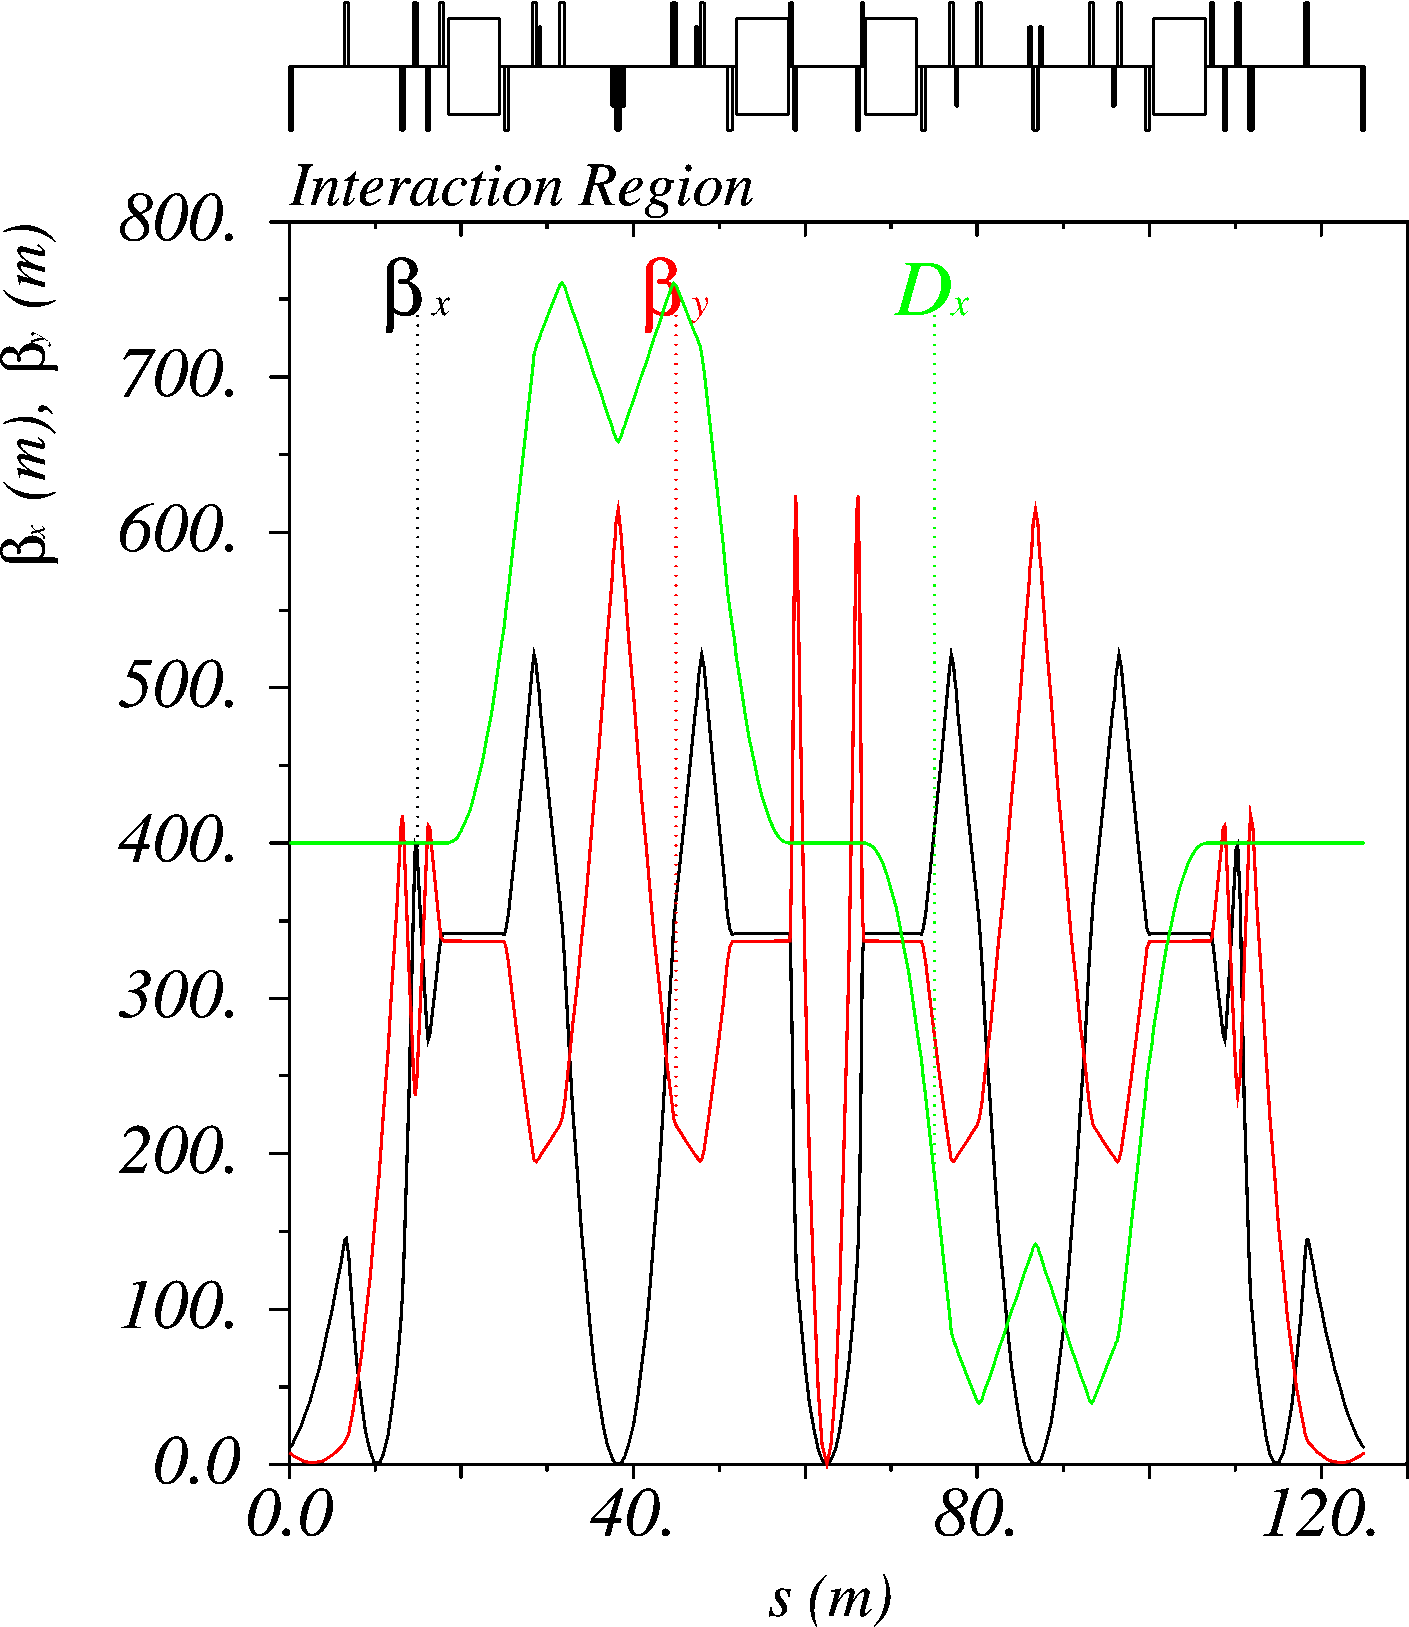 Interaction Region
βx (m), βy (m)
800.
700.
600.
500.
400.
300.
200.
100.
0.0
βx
βy
Dx
0.0 40. 80. 120.
s (m)